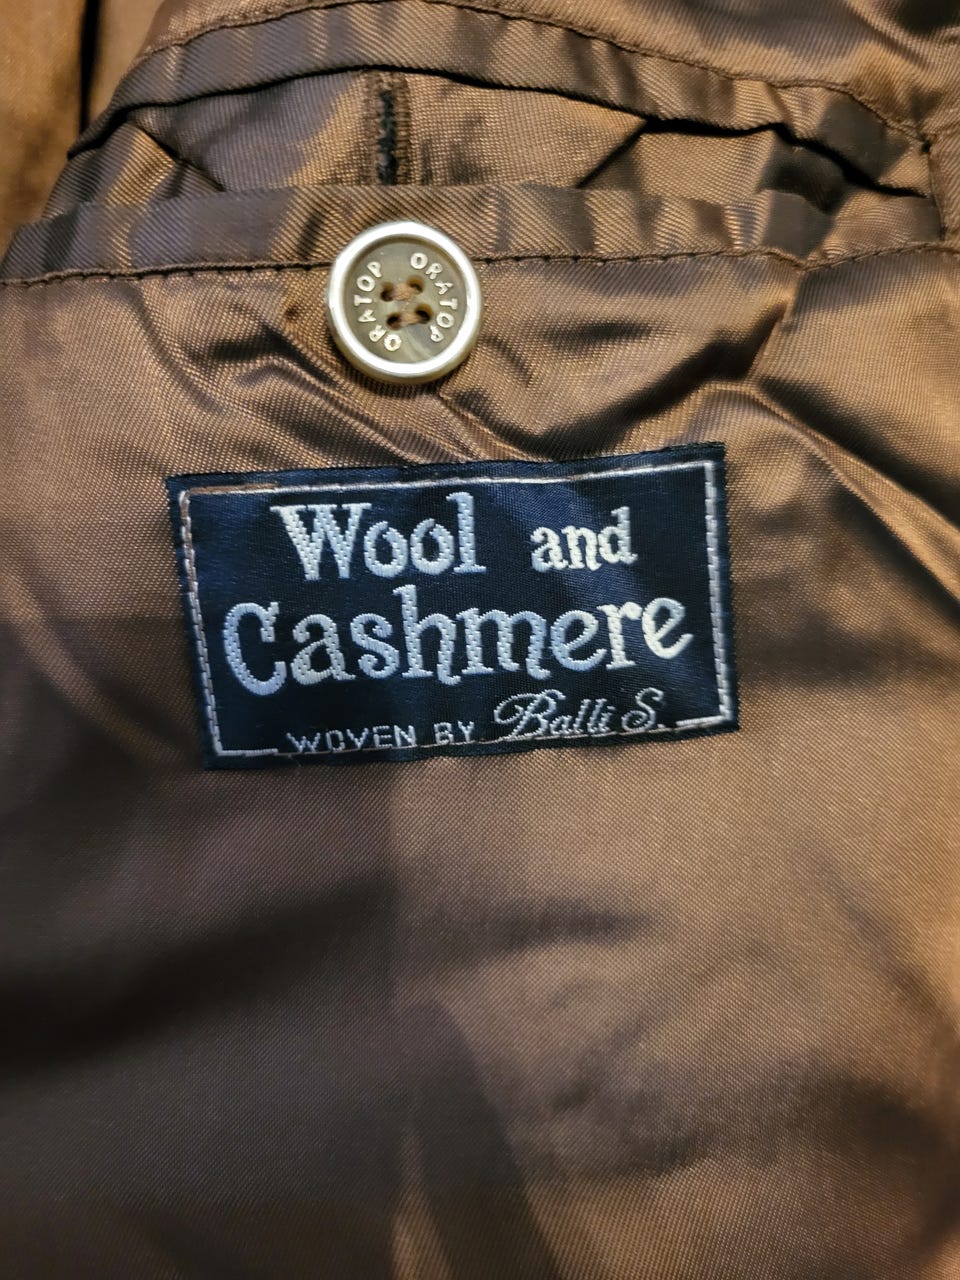 ORATOP ORATOP
Wool and
Cashmere
WOVEN BY Balli S.